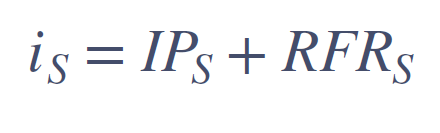 i_S = IP_S + RFR_S